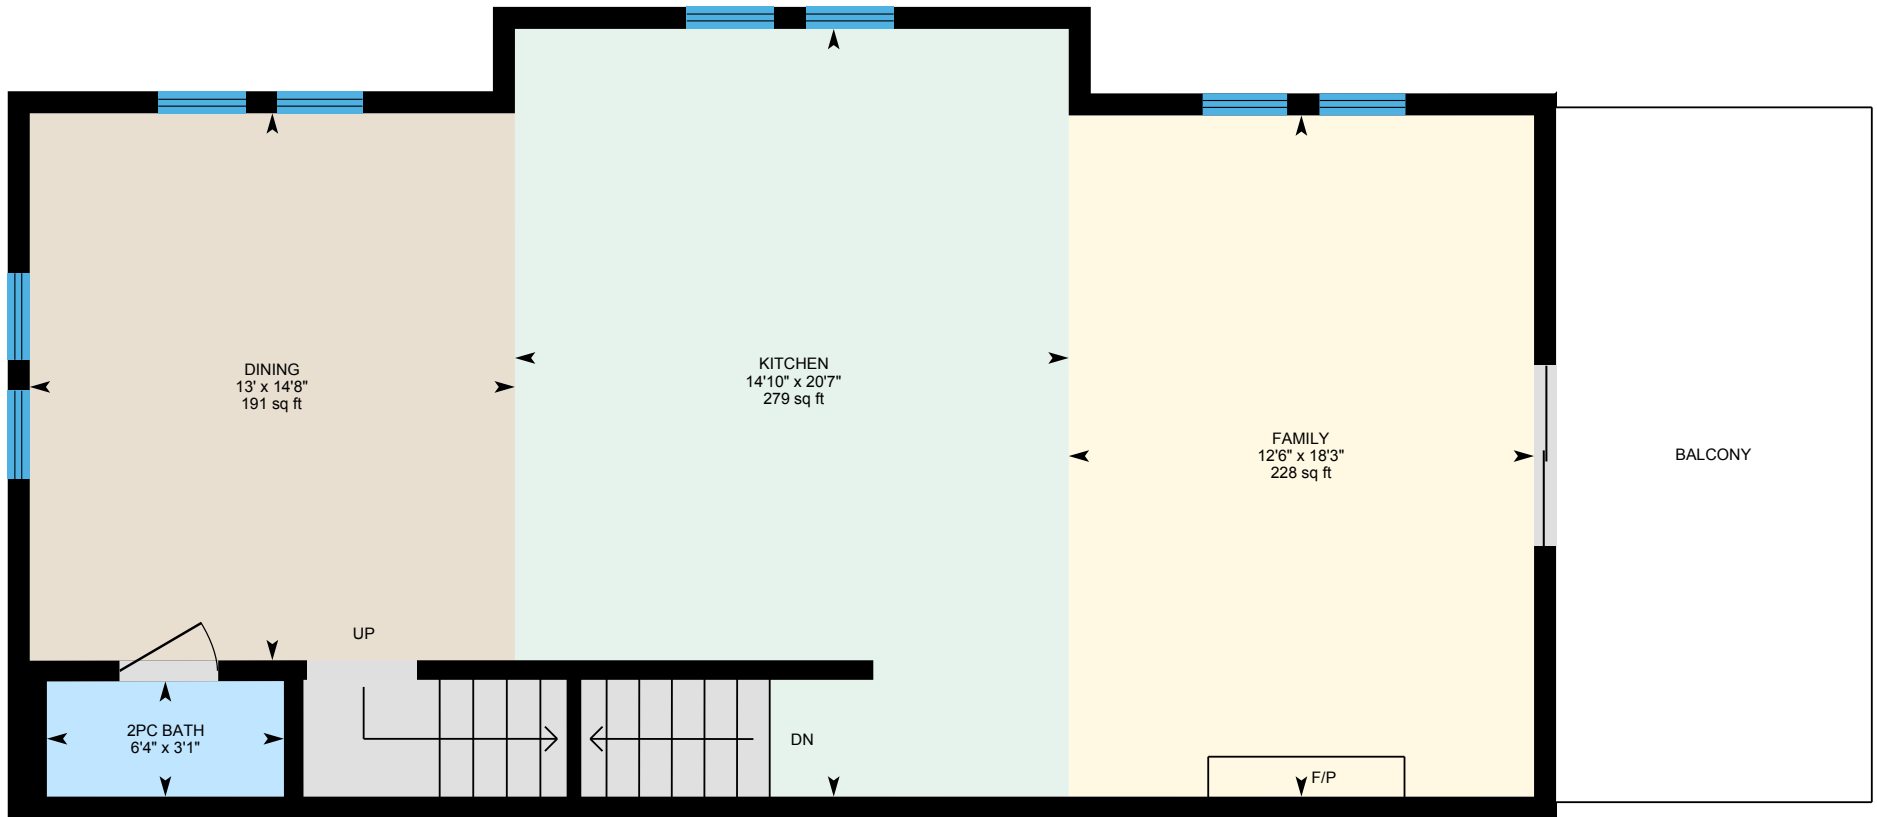 DINING
13' x 14'8"
191 sq ft
KITCHEN
14'10" x 20'7"
279 sq ft
FAMILY
12'6" x 18'3"
228 sq ft
BALCONY
UP
2PC BATH
6'4" x 3'1"
DN
F/P